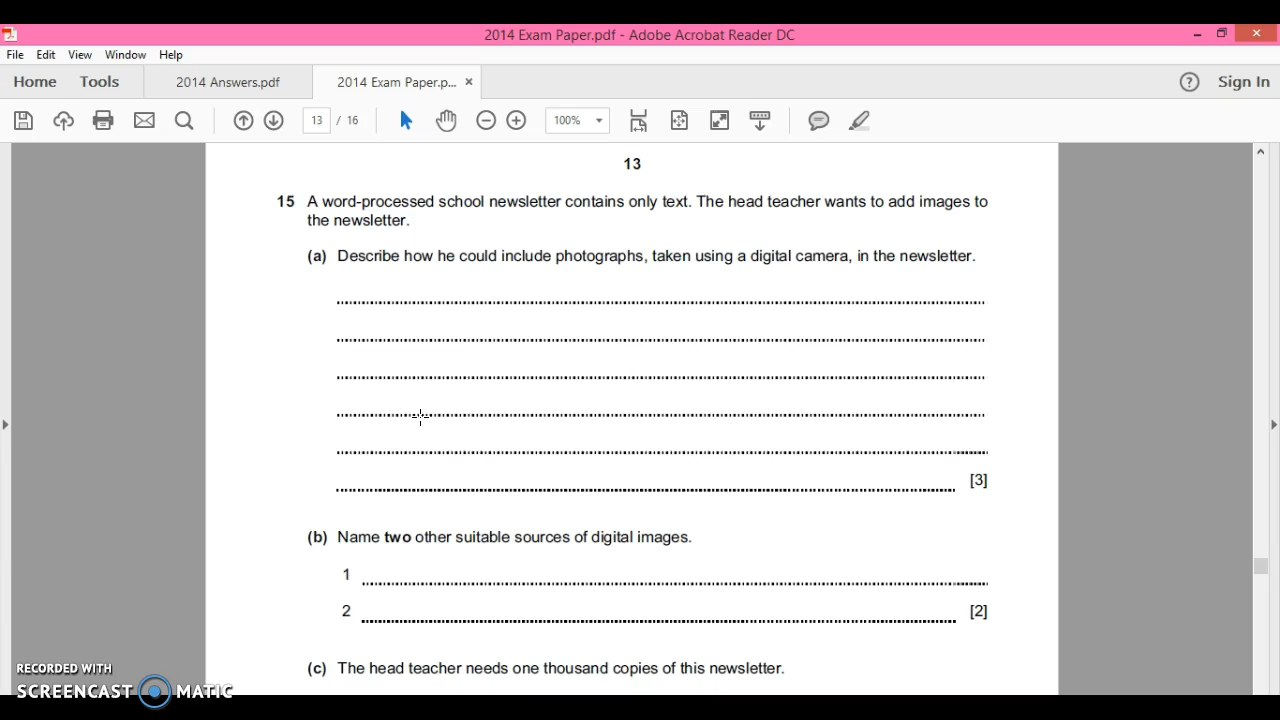 2014 Exam Paper.pdf - Adobe Acrobat Reader DC
File Edit View Window Help
Home Tools 2014 Answers.pdf 2014 Exam Paper.p... × ? Sign In
13 / 16 100%
13
15 A word-processed school newsletter contains only text. The head teacher wants to add images to
the newsletter.
(a) Describe how he could include photographs, taken using a digital camera, in the newsletter.
[3]
(b) Name two other suitable sources of digital images.
1
2 [2]
(c) The head teacher needs one thousand copies of this newsletter.
RECORDED WITH
SCREENCAST MATIC